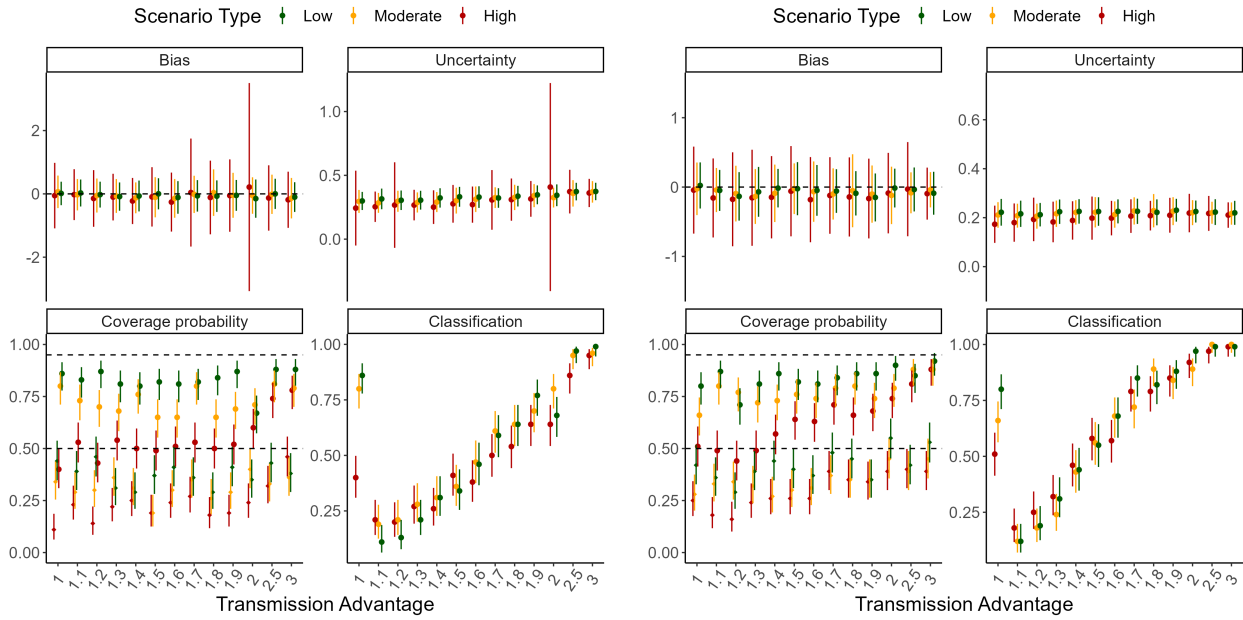 Scenario Type Low Moderate High
Bias
Uncertainty
2
0
-2
1.0
0.5
0.0
Coverage probability
Classification
1.00
0.75
0.50
0.25
0.00
1.00
0.75
0.50
0.25
1 1.1 1.2 1.3 1.4 1.5 1.6 1.7 1.8 1.9 2 2.5 3
1 1.1 1.2 1.3 1.4 1.5 1.6 1.7 1.8 1.9 2 2.5 3
Transmission Advantage
Scenario Type Low Moderate High
Bias
Uncertainty
1
0
-1
0.6
0.4
0.2
0.0
Coverage probability
Classification
1.00
0.75
0.50
0.25
0.00
1.00
0.75
0.50
0.25
1 1.1 1.2 1.3 1.4 1.5 1.6 1.7 1.8 1.9 2 2.5 3
1 1.1 1.2 1.3 1.4 1.5 1.6 1.7 1.8 1.9 2 2.5 3
Transmission Advantage